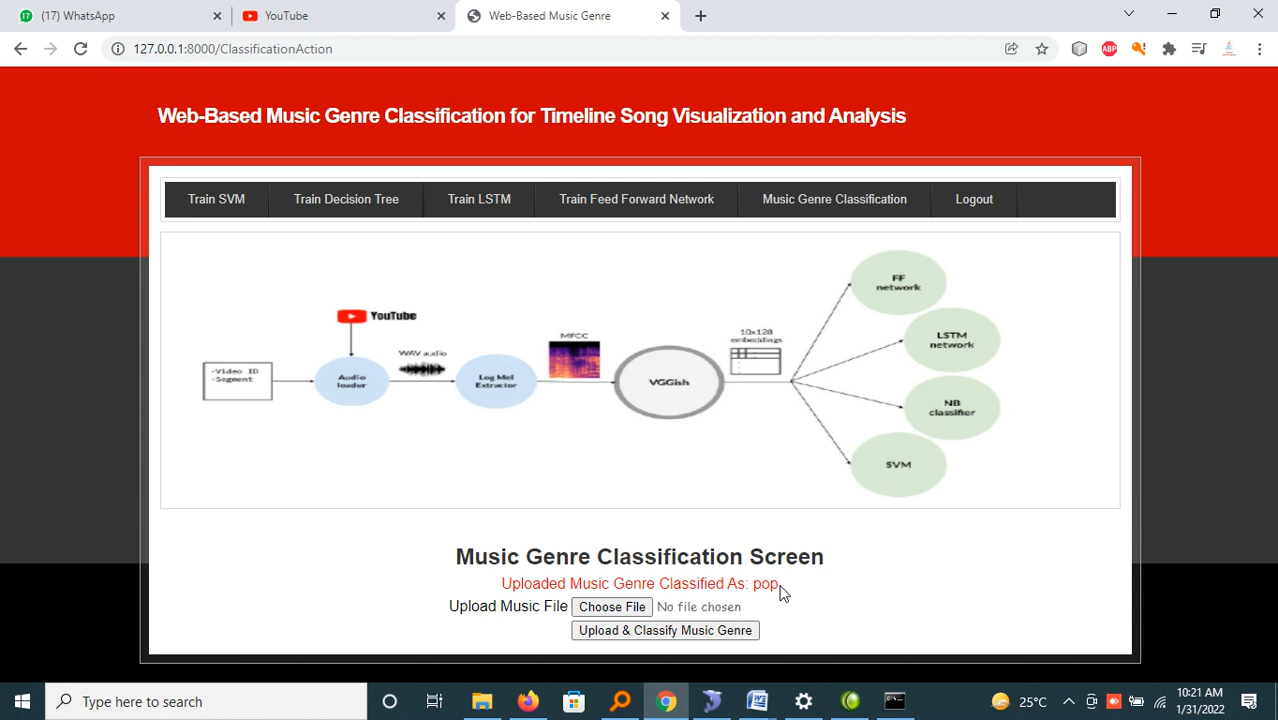 (17) WhatsApp
YouTube
Web-Based Music Genre
127.0.0.1:8000/ClassificationAction
ABP
Web-Based Music Genre Classification for Timeline Song Visualization and Analysis
Train SVM
Train Decision Tree
Train LSTM
Train Feed Forward Network
Music Genre Classification
Logout
-Video ID
-Segment
YouTube
Audio
loader
WAV audio
Log Mel
Extractor
MFCC
VGGish
10x128
embeddings
FF
network
LSTM
network
NB
classifier
SVM
Music Genre Classification Screen
Uploaded Music Genre Classified As: pop
Upload Music File Choose File No file chosen
Upload & Classify Music Genre
Type here to search
25°C
10:21 AM
1/31/2022